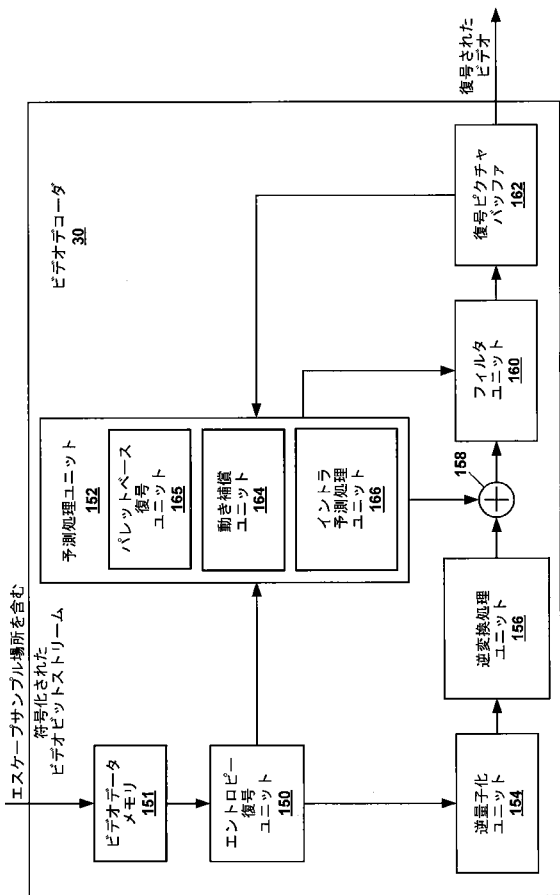 エスケープサンプル場所を含む
符号化された
ビデオビットストリーム
ビデオデコーダ
30
ビデオデータ
メモリ
151
エントロピー
復号
ユニット
150
予測処理ユニット
152
パレットベース
復号
ユニット
165
動き補償
ユニット
164
イントラ
予測処理
ユニット
166
逆量子化
ユニット
154
逆変換処理
ユニット
156
158
フィルタ
ユニット
160
復号ピクチャ
バッファ
162
復号された
ビデオ